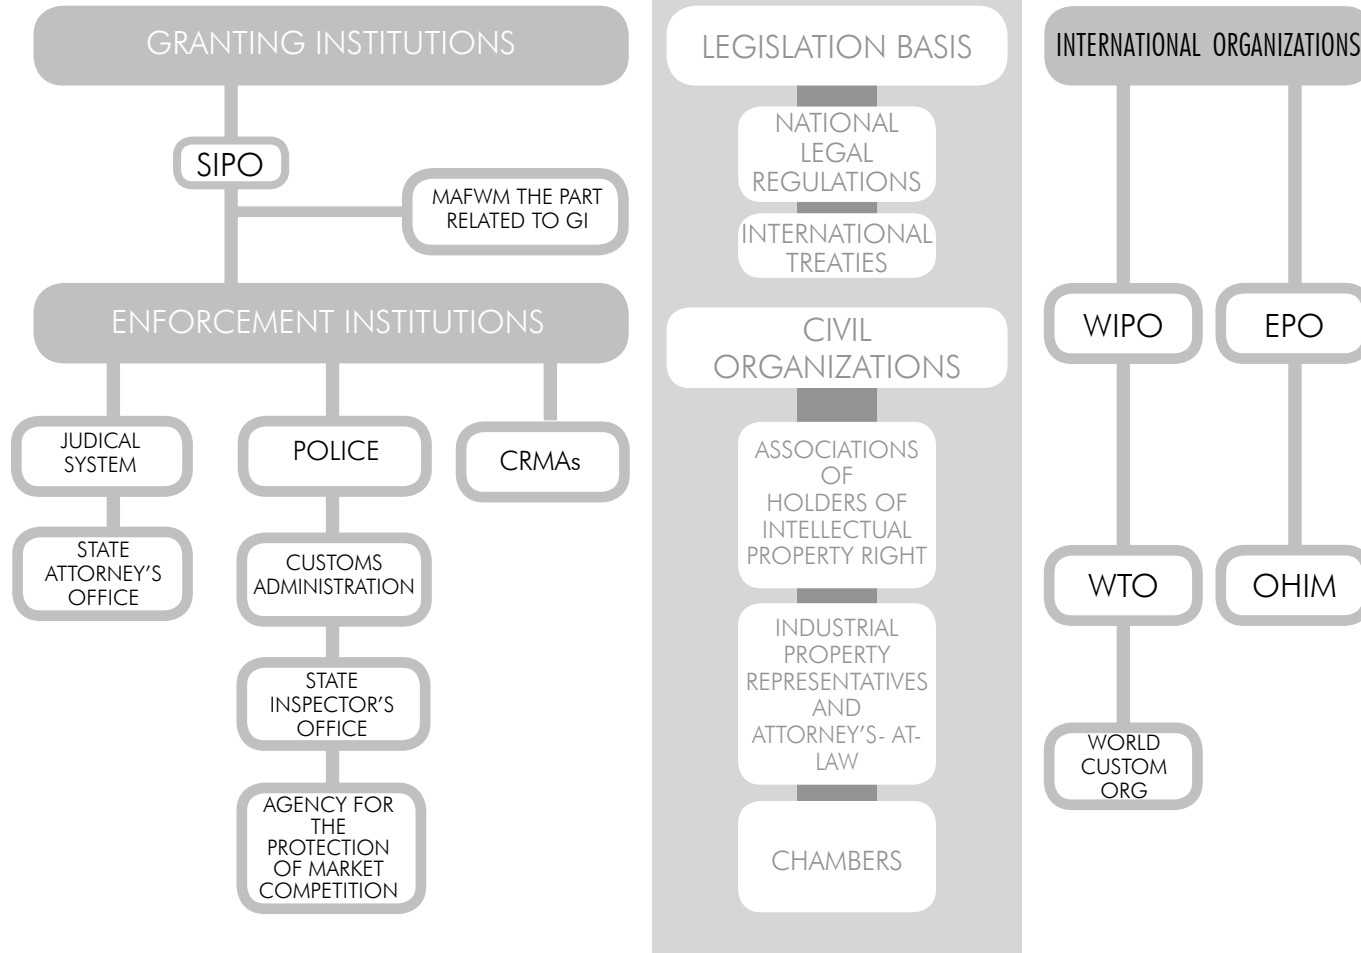 GRANTING INSTITUTIONS
SIPO
MAFWM THE PART
RELATED TO GI
ENFORCEMENT INSTITUTIONS
JUDICAL
SYSTEM
STATE
ATTORNEY'S
OFFICE
POLICE
CUSTOMS
ADMINISTRATION
STATE
INSPECTOR'S
OFFICE
AGENCY FOR
THE
PROTECTION
OF MARKET
COMPETITION
CRMAs
LEGISLATION BASIS
NATIONAL
LEGAL
REGULATIONS
INTERNATIONAL
TREATIES
CIVIL
ORGANIZATIONS
ASSOCIATIONS
OF
HOLDERS OF
INTELLECTUAL
PROPERTY RIGHT
INDUSTRIAL
PROPERTY
REPRESENTATIVES
AND
ATTORNEY'S- AT-
LAW
CHAMBERS
INTERNATIONAL ORGANIZATIONS
WIPO
WTO
WORLD
CUSTOM
ORG
EPO
OHIM